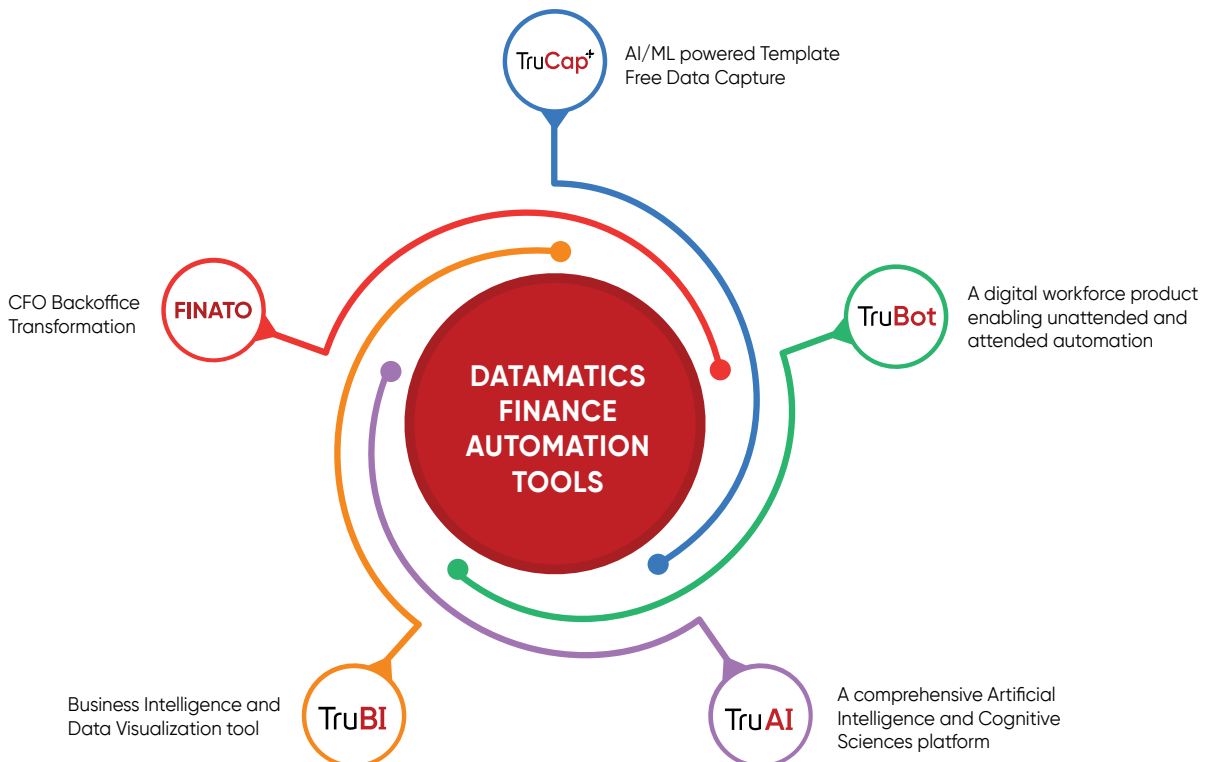 TruCap+
AI/ML powered Template
Free Data Capture
FINATO
CFO Backoffice
Transformation
TruBot
A digital workforce product
enabling unattended and
attended automation
DATAMATICS
FINANCE
AUTOMATION
TOOLS
TruBI
Business Intelligence and
Data Visualization tool
TruAI
A comprehensive Artificial
Intelligence and Cognitive
Sciences platform